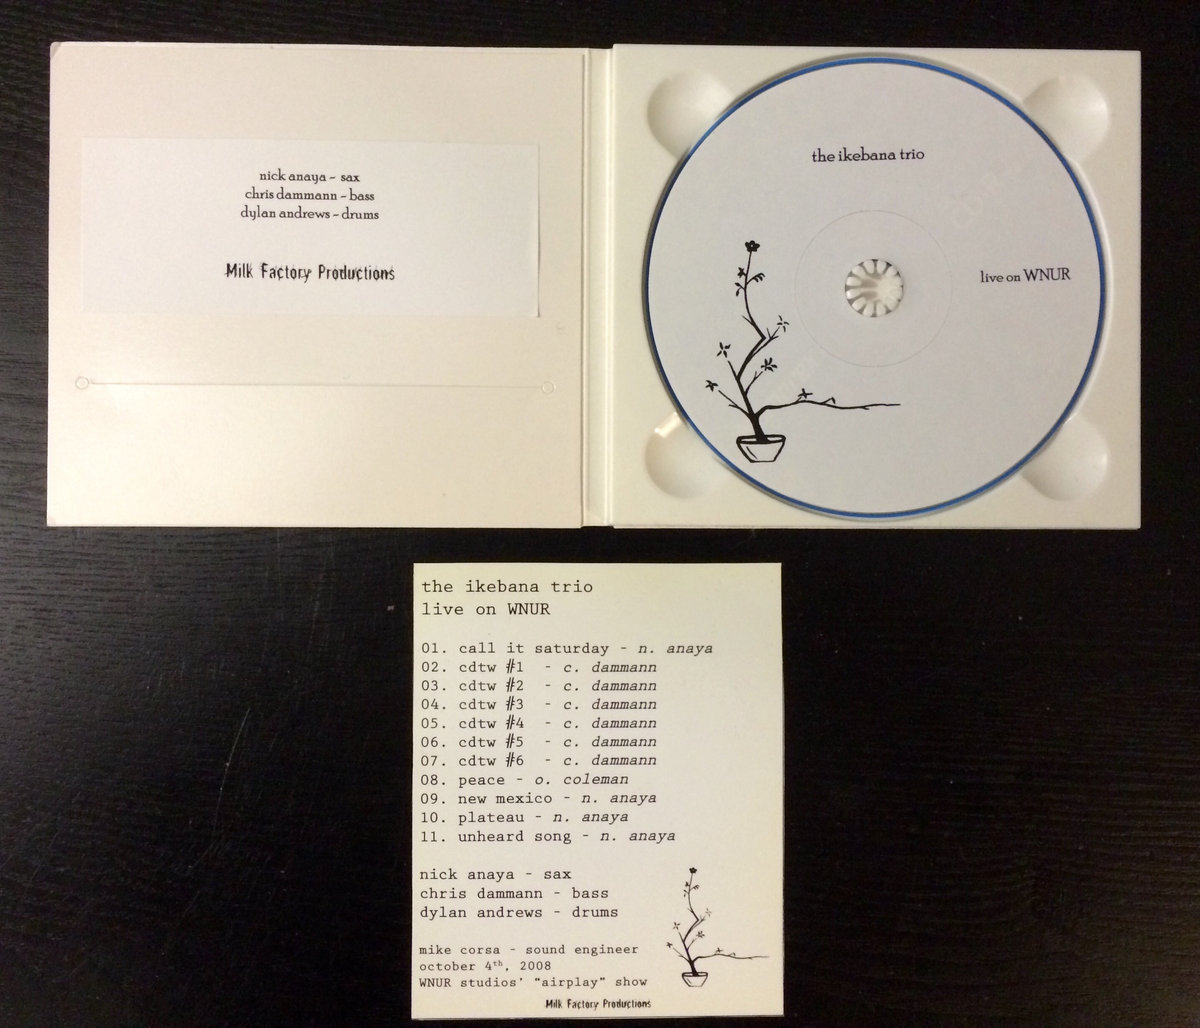 nick anaya ~ sax
chris dammann ~ bass
dylan andrews ~ drums
Milk Factory Productions
the ikebana trio
live on WNUR
the ikebana trio
live on WNUR
01. call it saturday - n. anaya
02. cdtw #1 - c. dammann
03. cdtw #2 - c. dammann
04. cdtw #3 - c. dammann
05. cdtw #4 - c. dammann
06. cdtw #5 - c. dammann
07. cdtw #6 - c. dammann
08. peace - o. coleman
09. new mexico - n. anaya
10. plateau - n. anaya
11. unheard song - n. anaya
nick anaya - sax
chris dammann - bass
dylan andrews - drums
mike corsa - sound engineer
october 4th, 2008
WNUR studios' “airplay” show
Milk Factory Productions